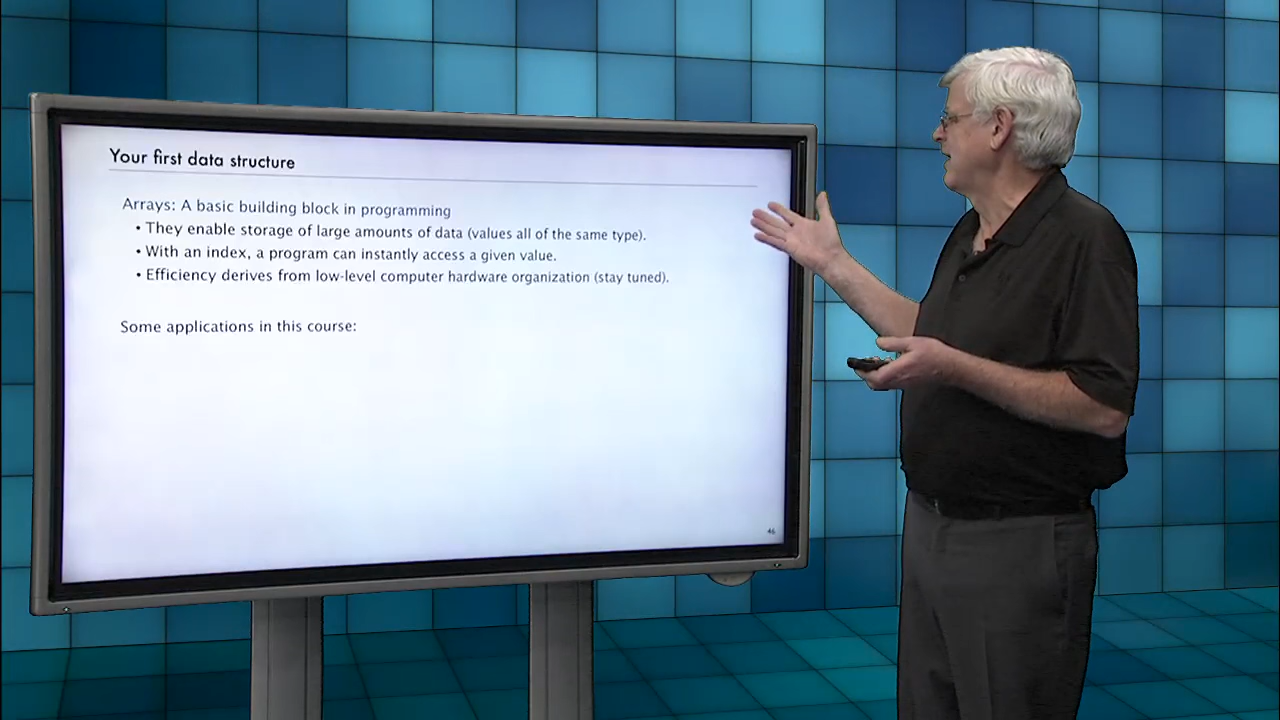 Your first data structure
Arrays: A basic building block in programming
• They enable storage of large amounts of data (values all of the same type).
• With an index, a program can instantly access a given value.
• Efficiency derives from low-level computer hardware organization (stay tuned).
Some applications in this course:
46